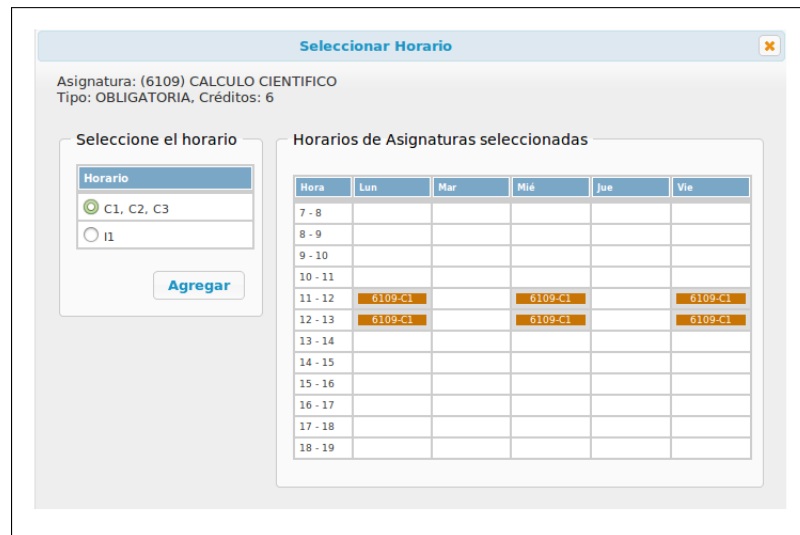 Seleccionar Horario
Asignatura: (6109) CALCULO CIENTIFICO
Tipo: OBLIGATORIA, Créditos: 6
Seleccione el horario
Horario
C1, C2, C3
I1
Agregar
Horarios de Asignaturas seleccionadas
Hora Lun Mar Mié Jue Vie
7 - 8
8 - 9
9 - 10
10 - 11
11 - 12 6109-C1 6109-C1 6109-C1
12 - 13 6109-C1 6109-C1 6109-C1
13 - 14
14 - 15
15 - 16
16 - 17
17 - 18
18 - 19